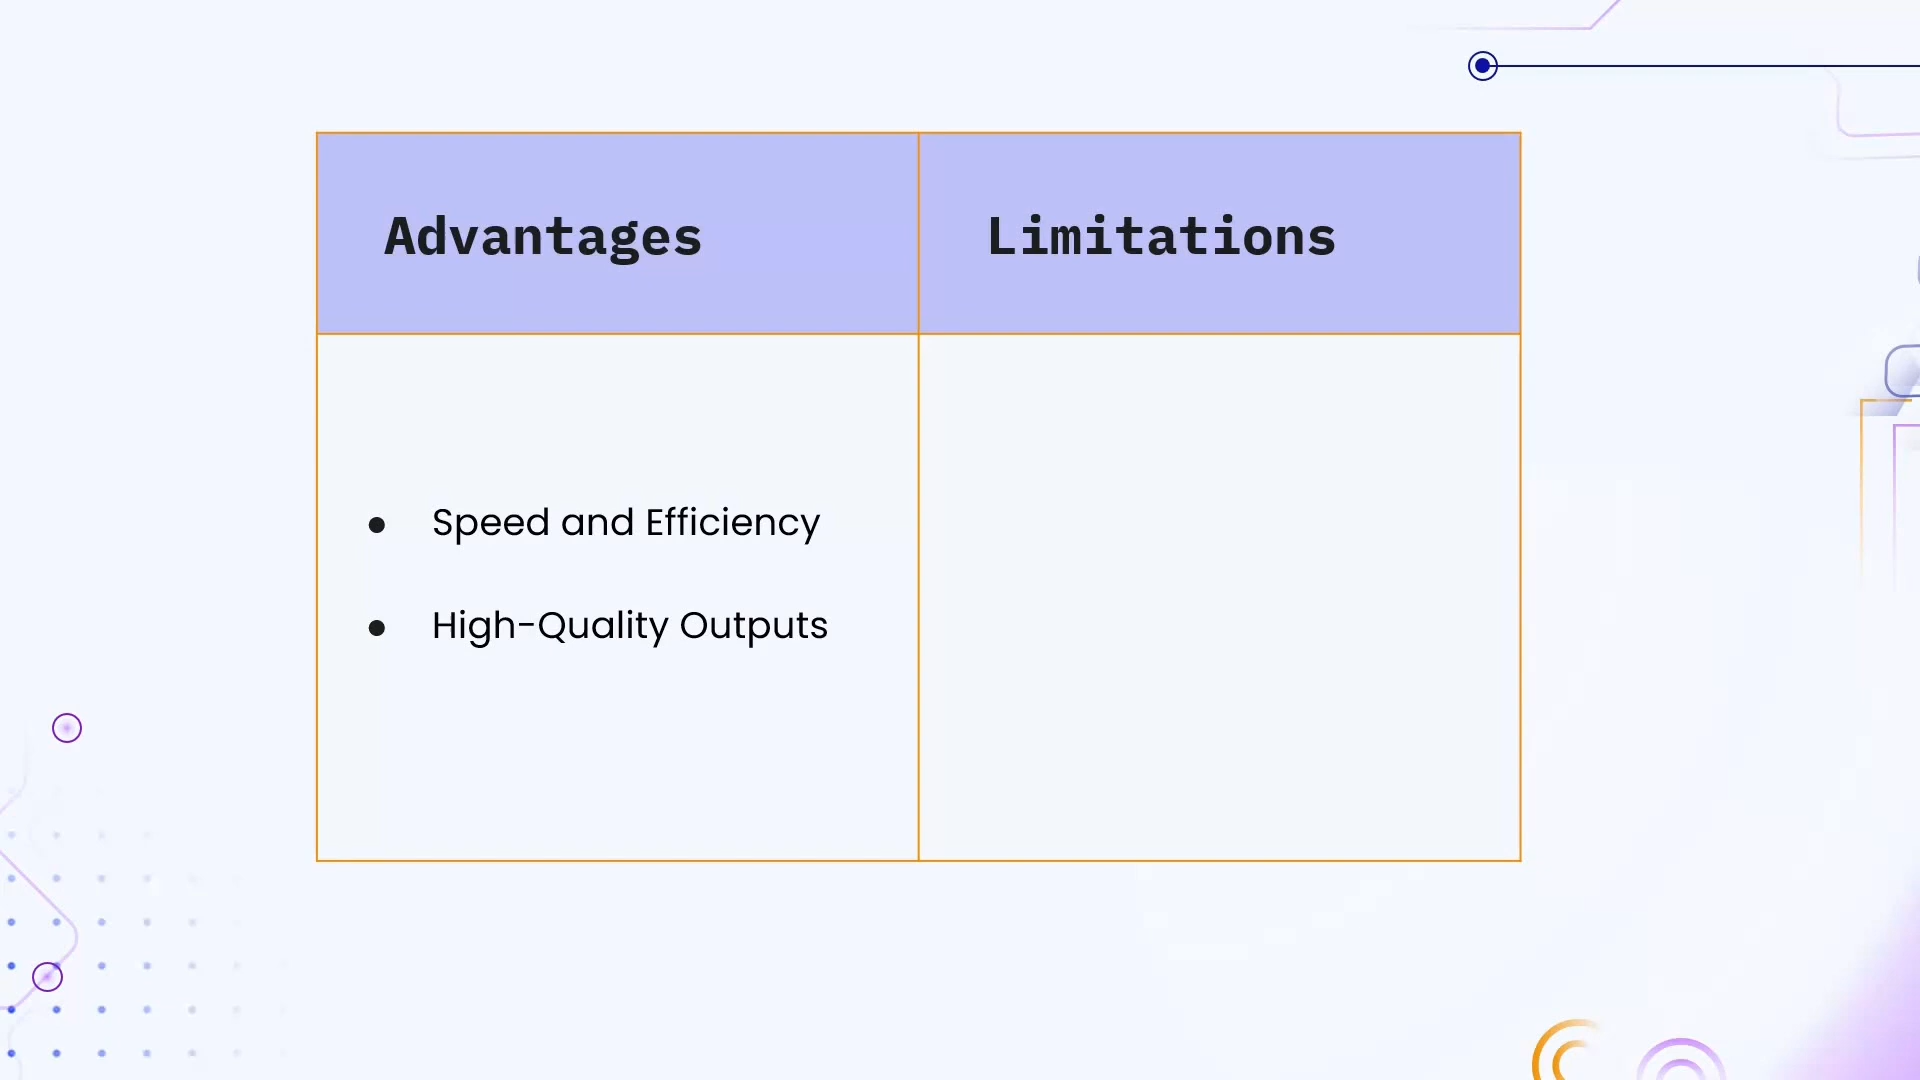 Advantages
Limitations
● Speed and Efficiency
● High-Quality Outputs